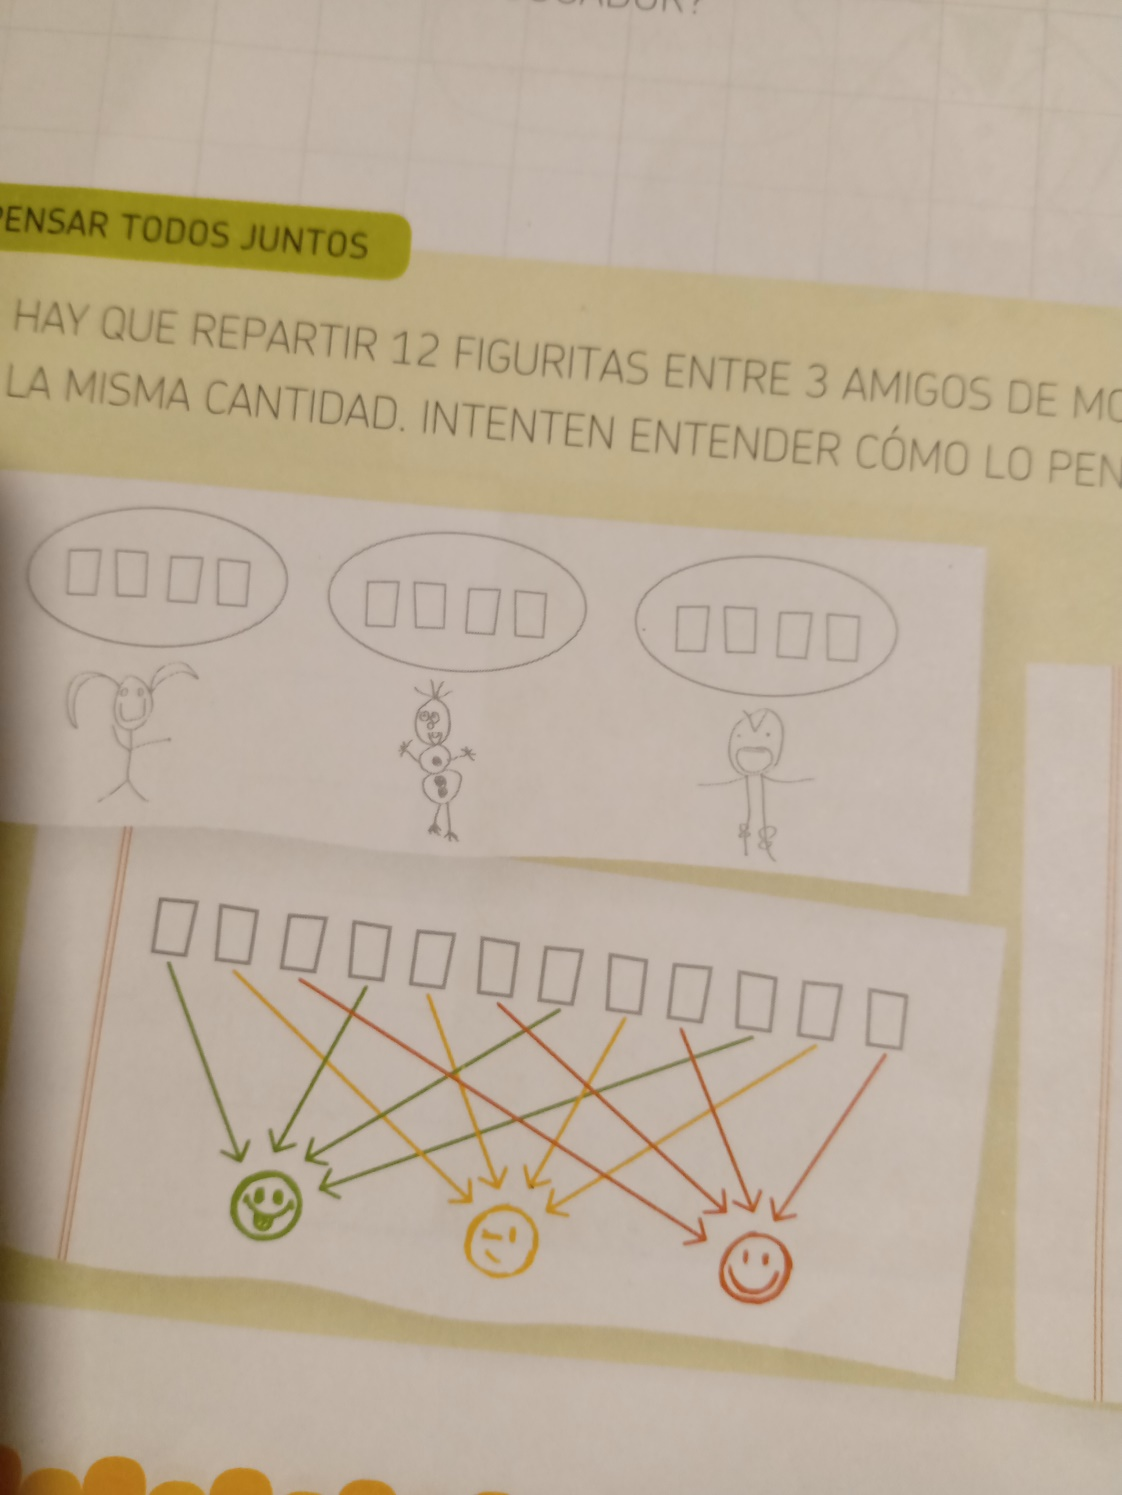 PENSAR TODOS JUNTOS
HAY QUE REPARTIR 12 FIGURITAS ENTRE 3 AMIGOS DE
LA MISMA CANTIDAD. INTENTEN ENTENDER CÓMO LO